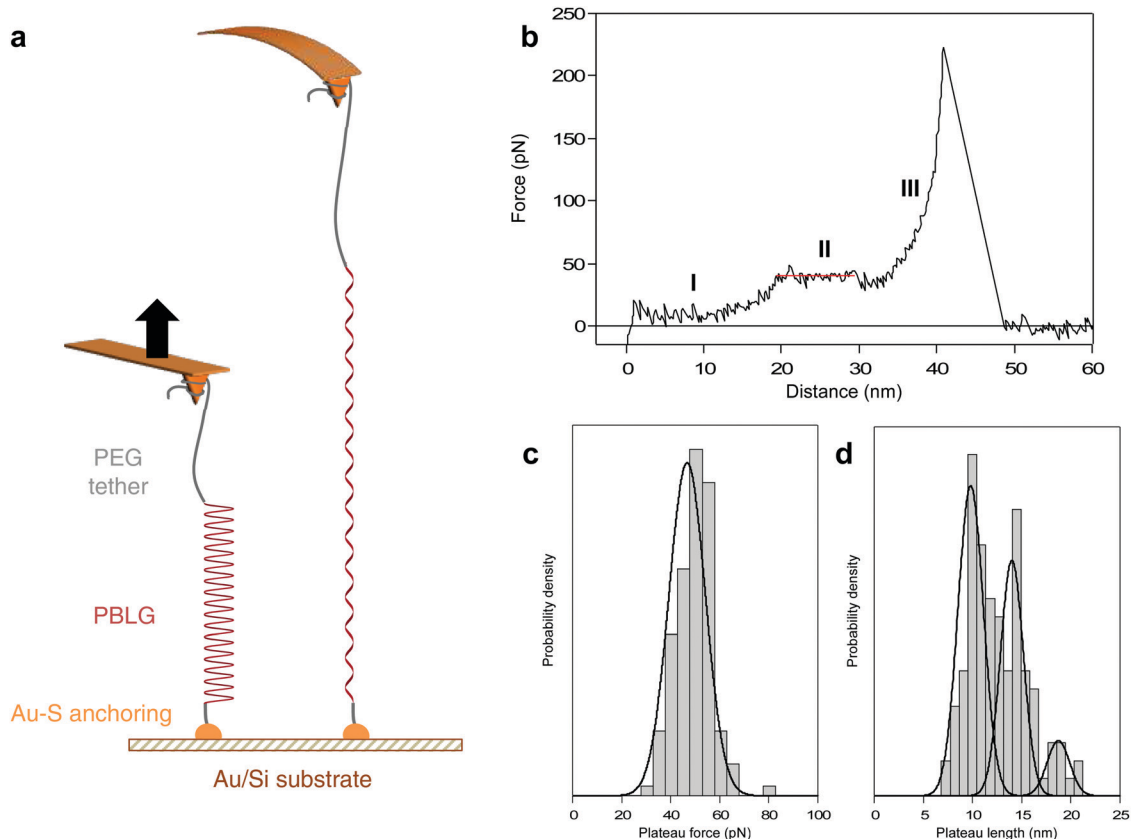 a
PEG
tether
PBLG
Au-S anchoring
Au/Si substrate
b
Force (pN)
250
200
150
100
50
0
I
II
III
0 10 20 30 40 50 60
Distance (nm)
c
Probability density
0 20 40 60 80 100
Plateau force (pN)
d
Probability density
0 5 10 15 20 25
Plateau length (nm)